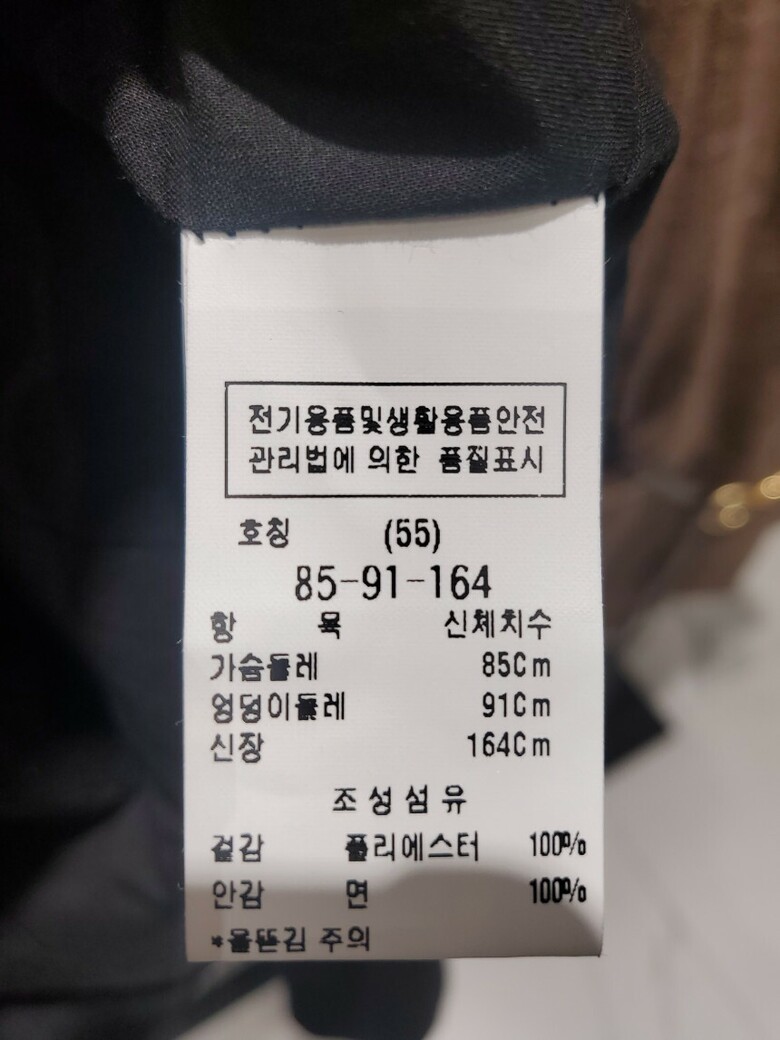 전기용품및생활용품안전
관리법에 의한 품질표시
호칭 (55)
85-91-164
항 목 신체치수
가슴둘레 85Cm
엉덩이둘레 91Cm
신장 164Cm
조성섬유
겉감 폴리에스터 100%
안감 면 100%
*올뜯김 주의